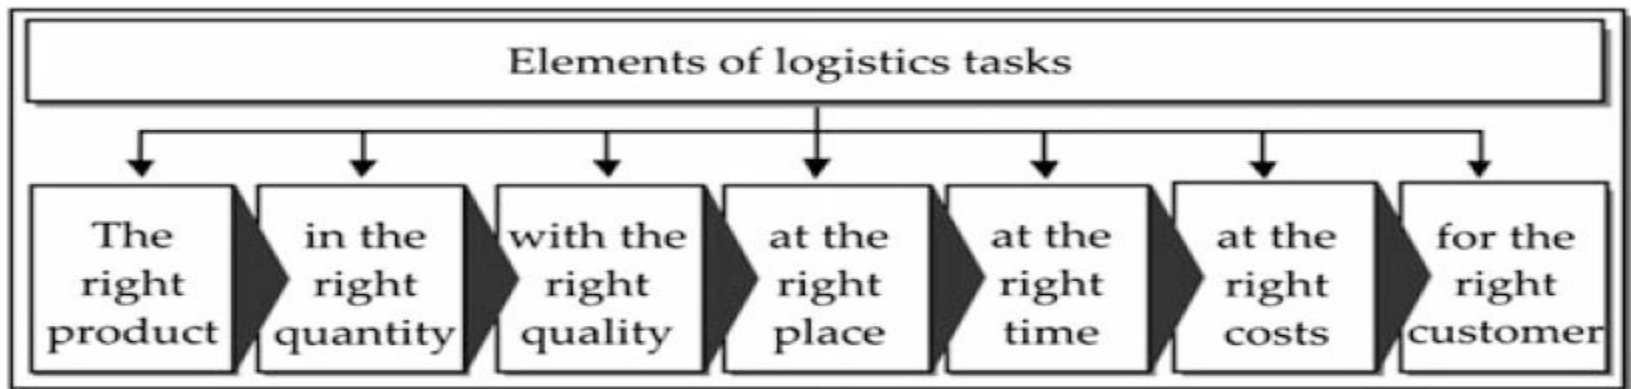 Elements of logistics tasks
The
right
product
in the
right
quantity
with the
right
quality
at the
right
place
at the
right
time
at the
right
costs
for the
right
customer